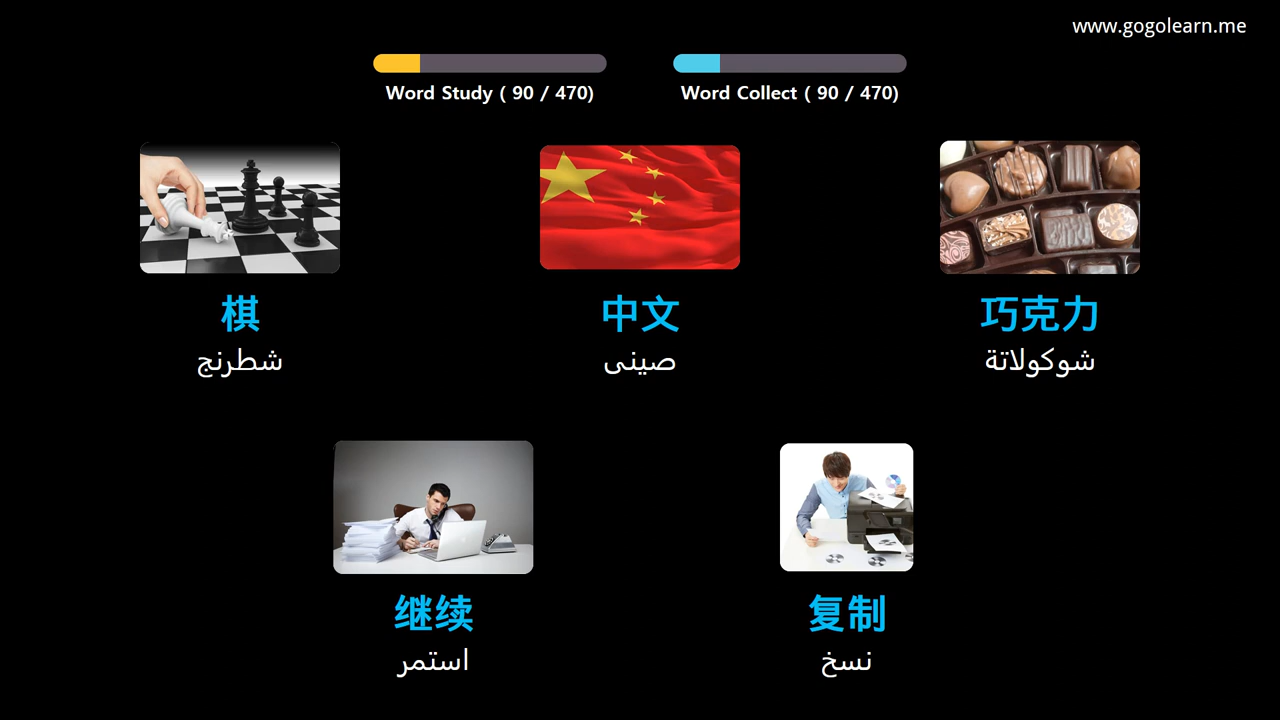 www.gogolearn.me
Word Study ( 90 / 470)
Word Collect ( 90 / 470)
棋
شطرنج
中文
صينى
巧克力
شوكولاتة
继续
استمر
复制
نسخ